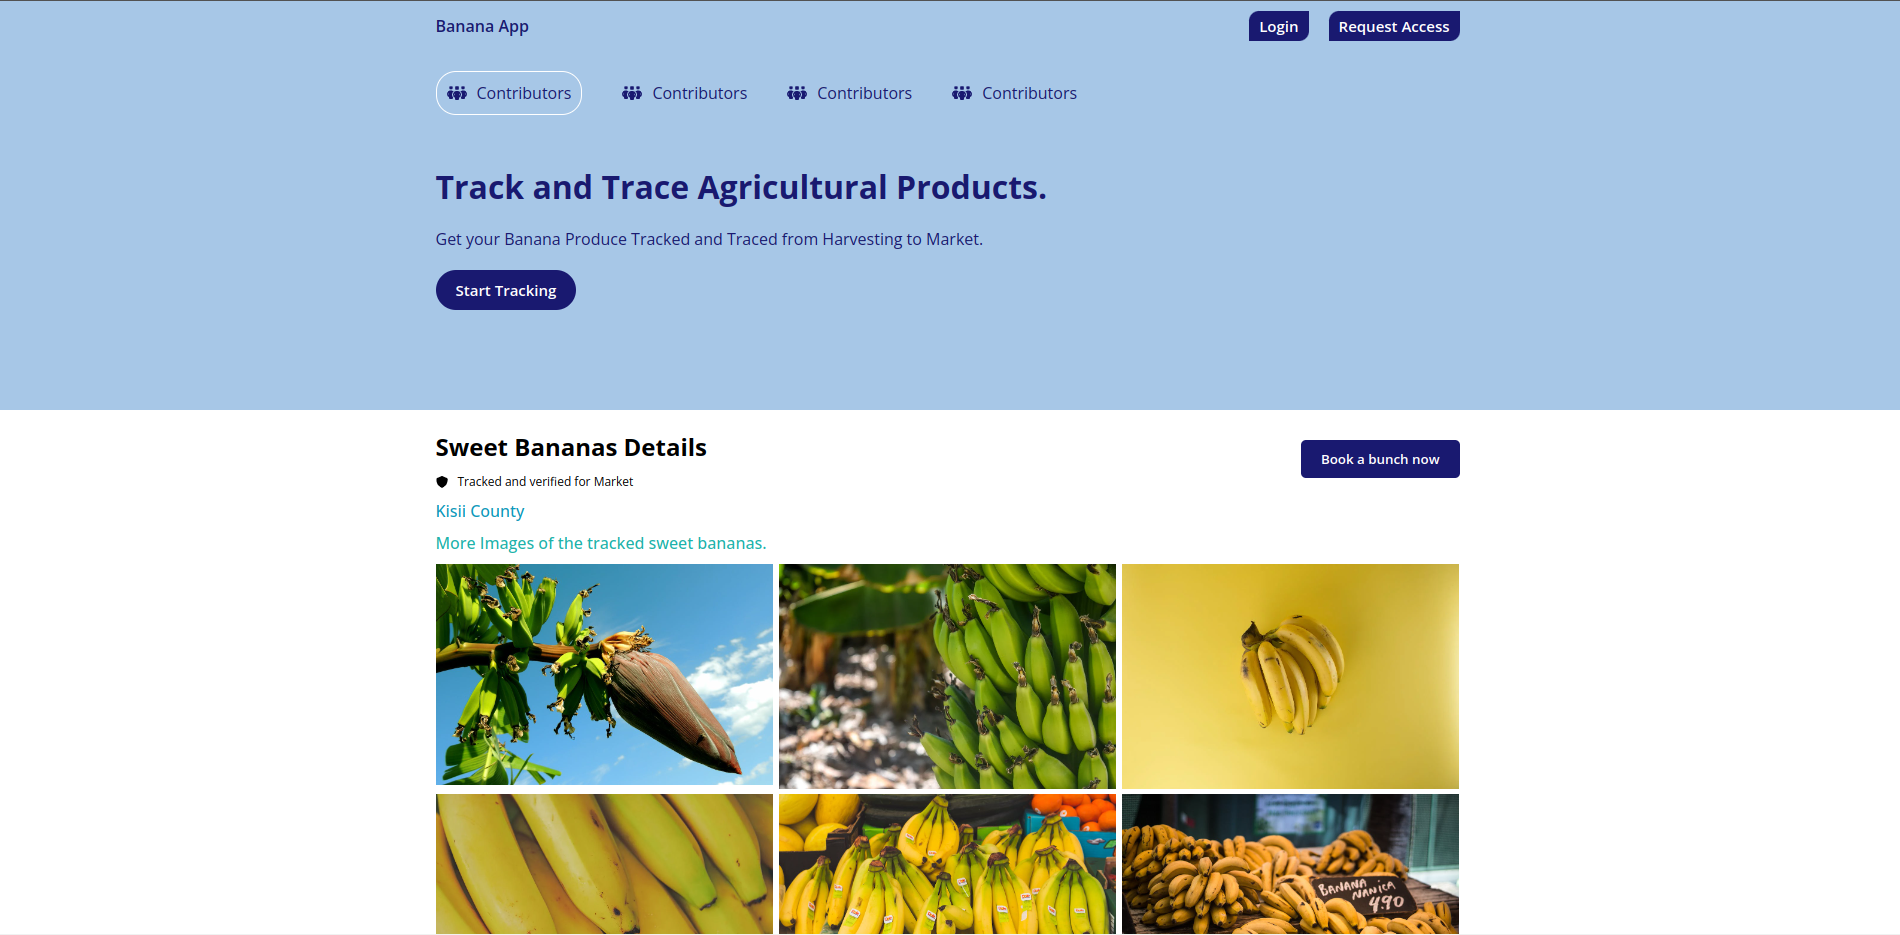 Banana App
Login
Request Access
Contributors
Contributors
Contributors
Contributors
Track and Trace Agricultural Products.
Get your Banana Produce Tracked and Traced from Harvesting to Market.
Start Tracking
Sweet Bananas Details
Book a bunch now
Tracked and verified for Market
Kisii County
More Images of the tracked sweet bananas.
BANANA
NANICA
490